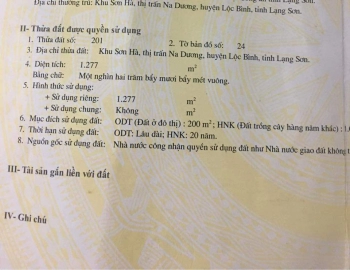 Địa chỉ thường trú: Khu Sơn Hà, thị trấn Na Dương, huyện Lộc Bình, tỉnh Lạng Sơn.
II- Thửa đất được quyền sử dụng
1. Thửa đất số: 201 2. Tờ bản đồ số: 24
3. Địa chỉ thửa đất: Khu Sơn Hà, thị trấn Na Dương, huyện Lộc Bình, tỉnh Lạng Sơn.
4. Diện tích: 1.277 m²
Bằng chữ: Một nghìn hai trăm bẩy mươi bẩy mét vuông.
5. Hình thức sử dụng:
+ Sử dụng riêng: 1.277 m²
+ Sử dụng chung: Không m²
6. Mục đích sử dụng đất: ODT (Đất ở đô thị) : 200 m² ; HNK (Đất trồng cây hàng năm khác) :
7. Thời hạn sử dụng đất: ODT: Lâu dài; HNK: 20 năm.
8. Nguồn gốc sử dụng đất: Nhà nước công nhận quyền sử dụng đất như Nhà nước giao đất không
III- Tài sản gắn liền với đất
IV- Ghi chú